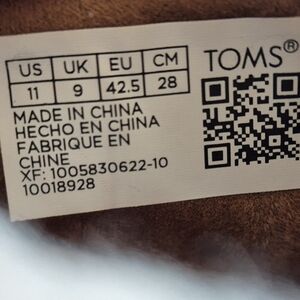 US UK EU CM TOMS®
11 9 42.5 28
MADE IN CHINA
HECHO EN CHINA
FABRIQUE EN
CHINE
XF: 1005830622-10
10018928